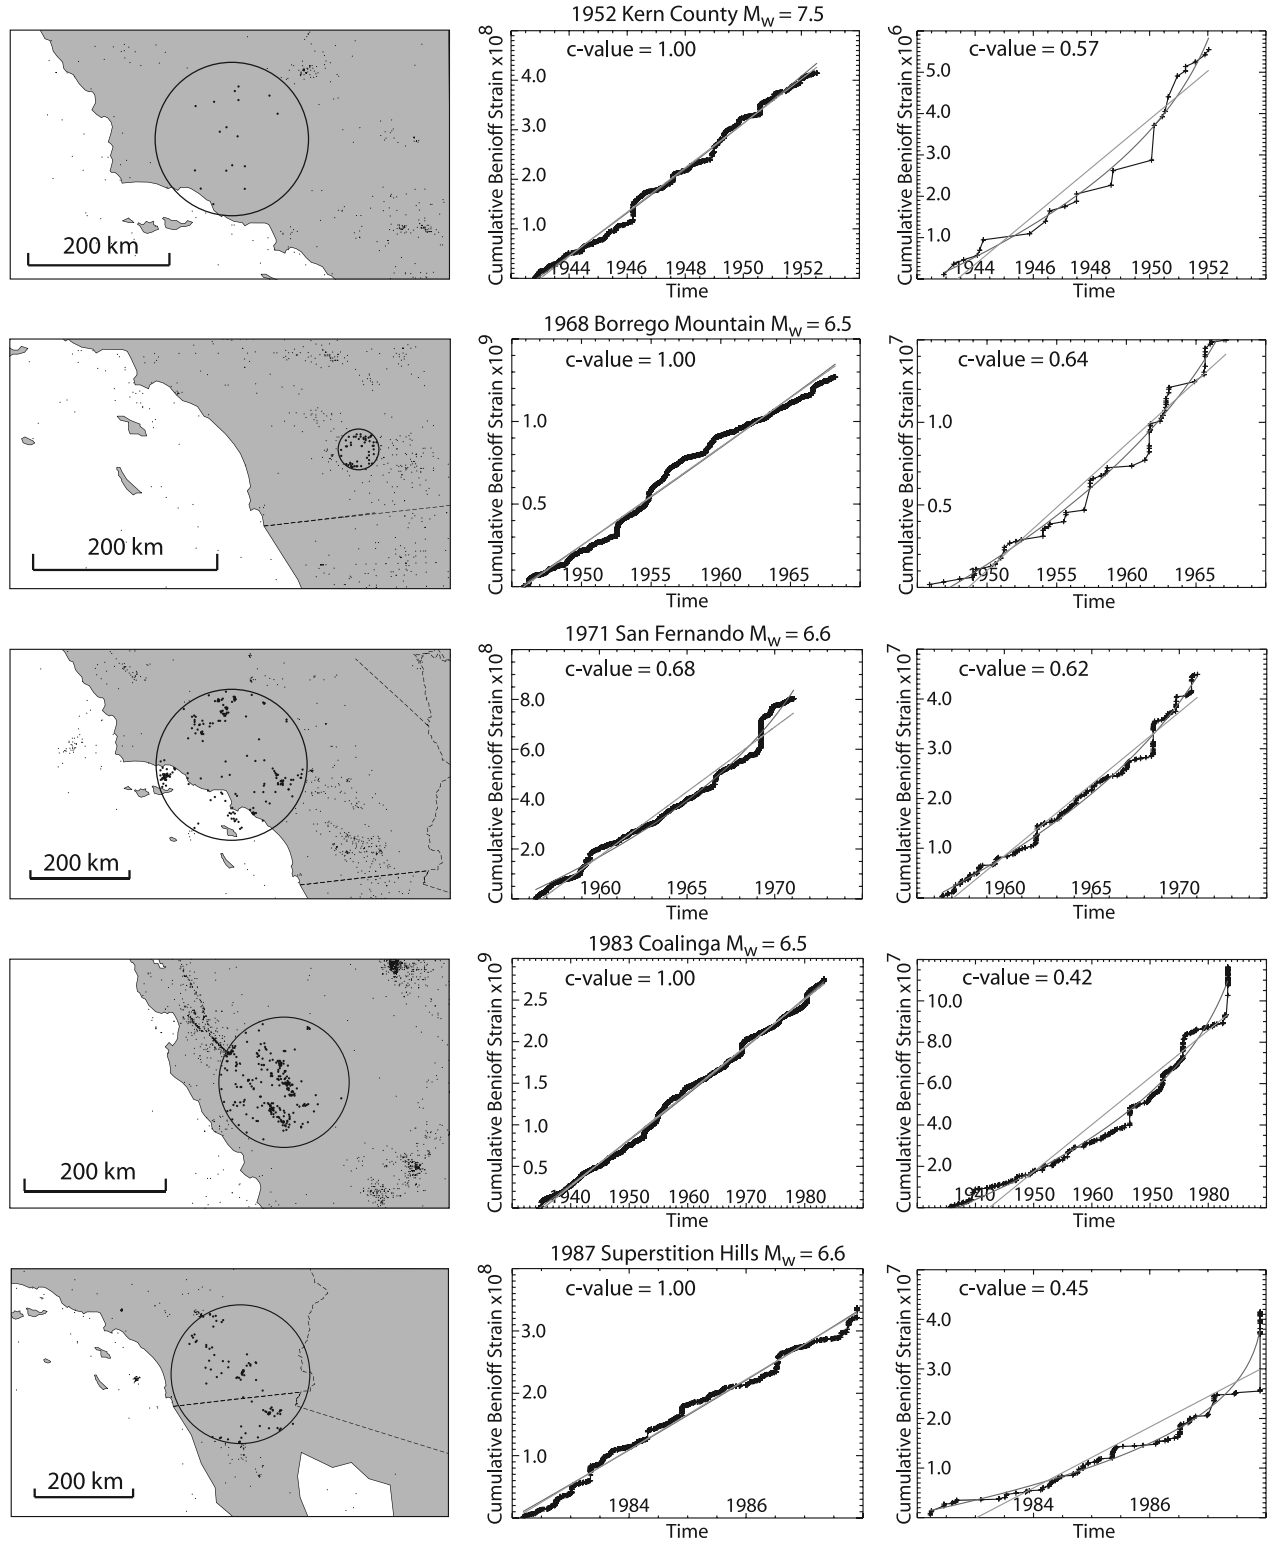 1952 Kern County Mw = 7.5
200 km
Cumulative Benioff Strain x10^8
c-value = 1.00
4.0
3.0
2.0
1.0
1944 1946 1948 1950 1952
Time
Cumulative Benioff Strain x10^6
c-value = 0.57
5.0
4.0
3.0
2.0
1.0
1944 1946 1948 1950 1952
Time
1968 Borrego Mountain Mw = 6.5
200 km
Cumulative Benioff Strain x10^9
c-value = 1.00
1.0
0.5
1950 1955 1960 1965
Time
Cumulative Benioff Strain x10^7
c-value = 0.64
1.0
0.5
1950 1955 1960 1965
Time
1971 San Fernando Mw = 6.6
200 km
Cumulative Benioff Strain x10^8
c-value = 0.68
8.0
6.0
4.0
2.0
1960 1965 1970
Time
Cumulative Benioff Strain x10^7
c-value = 0.62
4.0
3.0
2.0
1.0
1960 1965 1970
Time
1983 Coalinga Mw = 6.5
200 km
Cumulative Benioff Strain x10^9
c-value = 1.00
2.5
2.0
1.5
1.0
0.5
1940 1950 1960 1970 1980
Time
Cumulative Benioff Strain x10^7
c-value = 0.42
10.0
8.0
6.0
4.0
2.0
1940 1950 1960 1950 1980
Time
1987 Superstition Hills Mw = 6.6
200 km
Cumulative Benioff Strain x10^8
c-value = 1.00
3.0
2.0
1.0
1984 1986
Time
Cumulative Benioff Strain x10^7
c-value = 0.45
4.0
3.0
2.0
1.0
1984 1986
Time